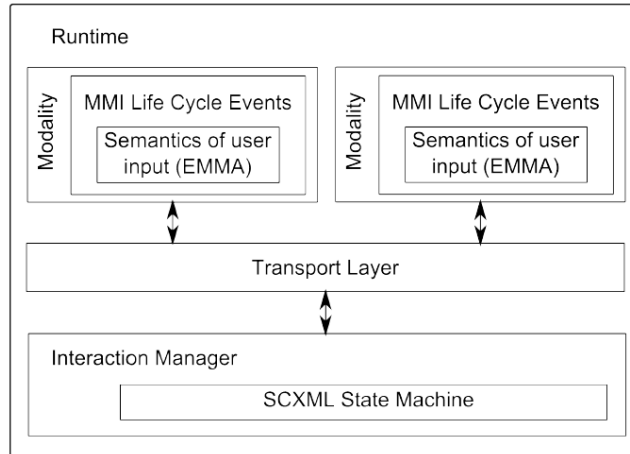 Runtime
Modality
MMI Life Cycle Events
Semantics of user
input (EMMA)
Modality
MMI Life Cycle Events
Semantics of user
input (EMMA)
Transport Layer
Interaction Manager
SCXML State Machine